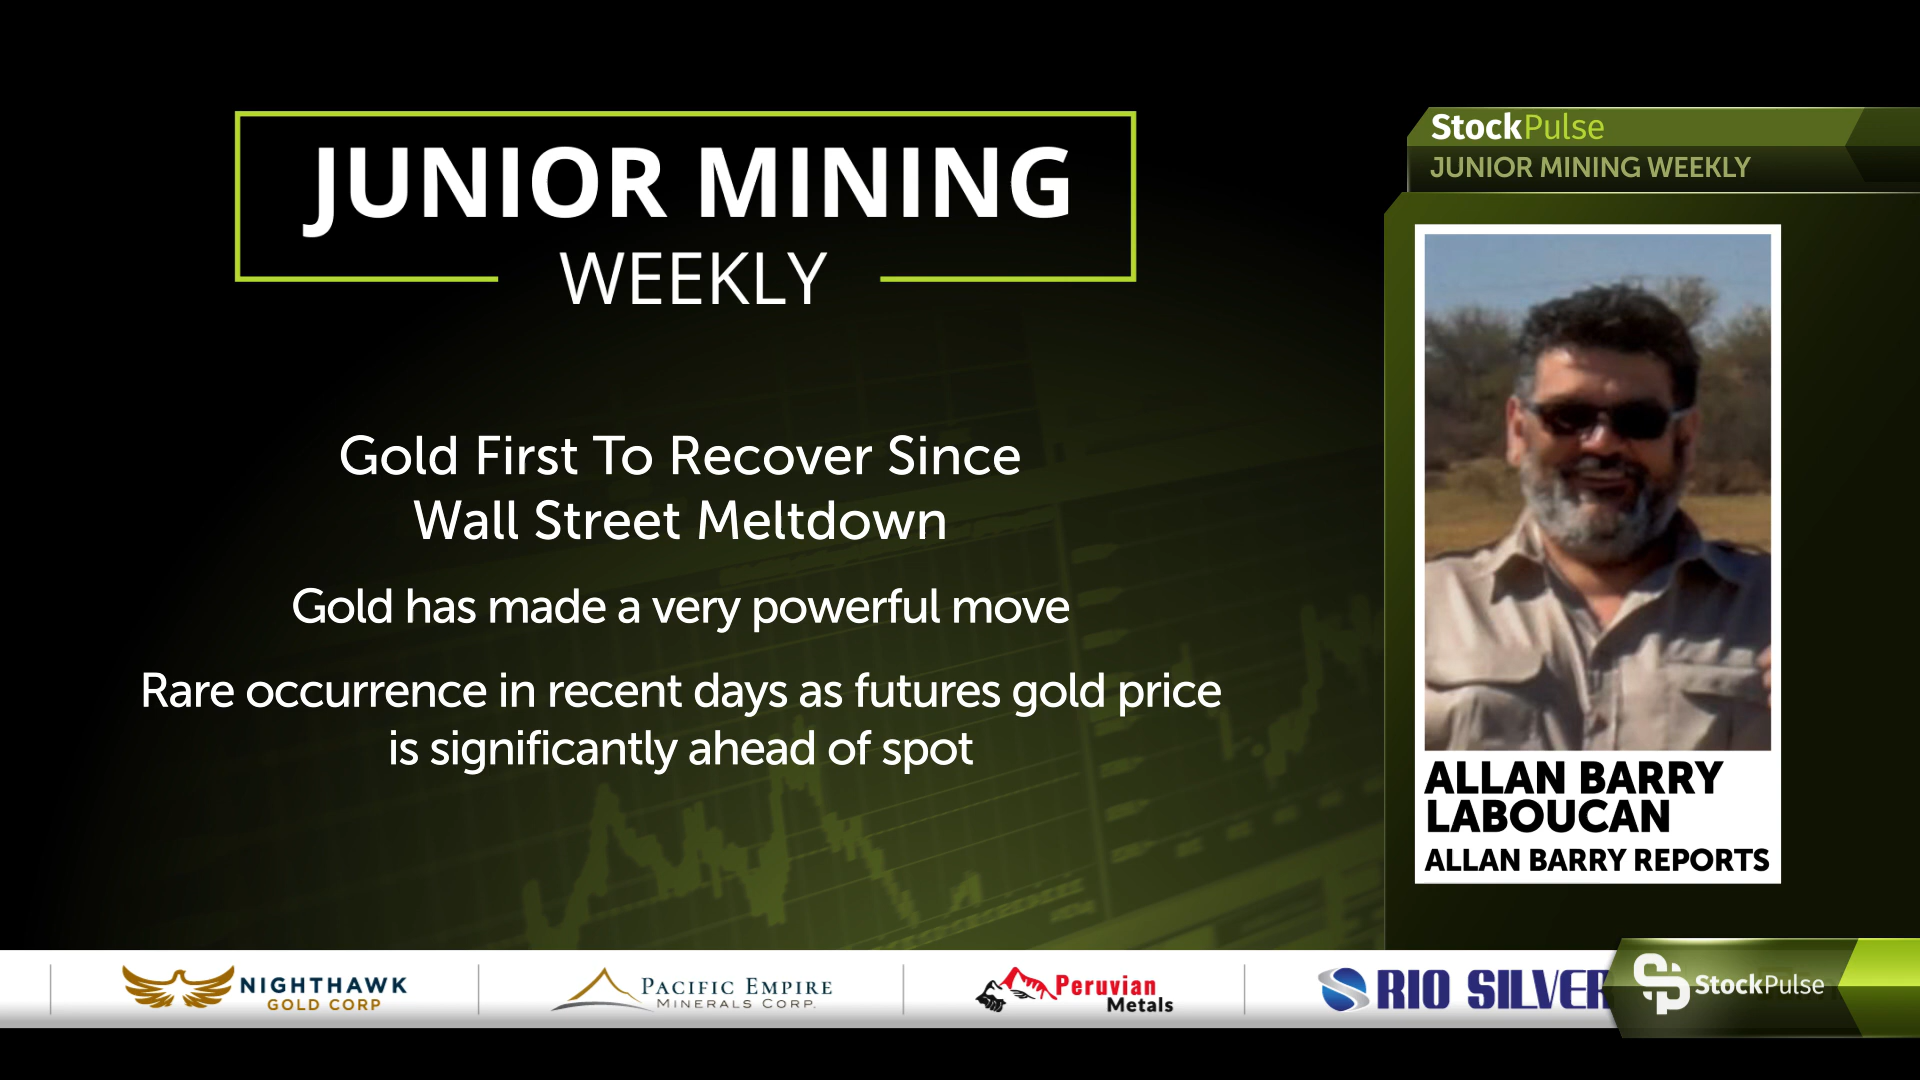 JUNIOR MINING
WEEKLY
Gold First To Recover Since
Wall Street Meltdown
Gold has made a very powerful move
Rare occurrence in recent days as futures gold price
is significantly ahead of spot
StockPulse
JUNIOR MINING WEEKLY
ALLAN BARRY
LABOUCAN
ALLAN BARRY REPORTS
NIGHTHAWK
GOLD CORP
PACIFIC EMPIRE
MINERALS CORP.
Peruvian
Metals
RIO SILVER
StockPulse